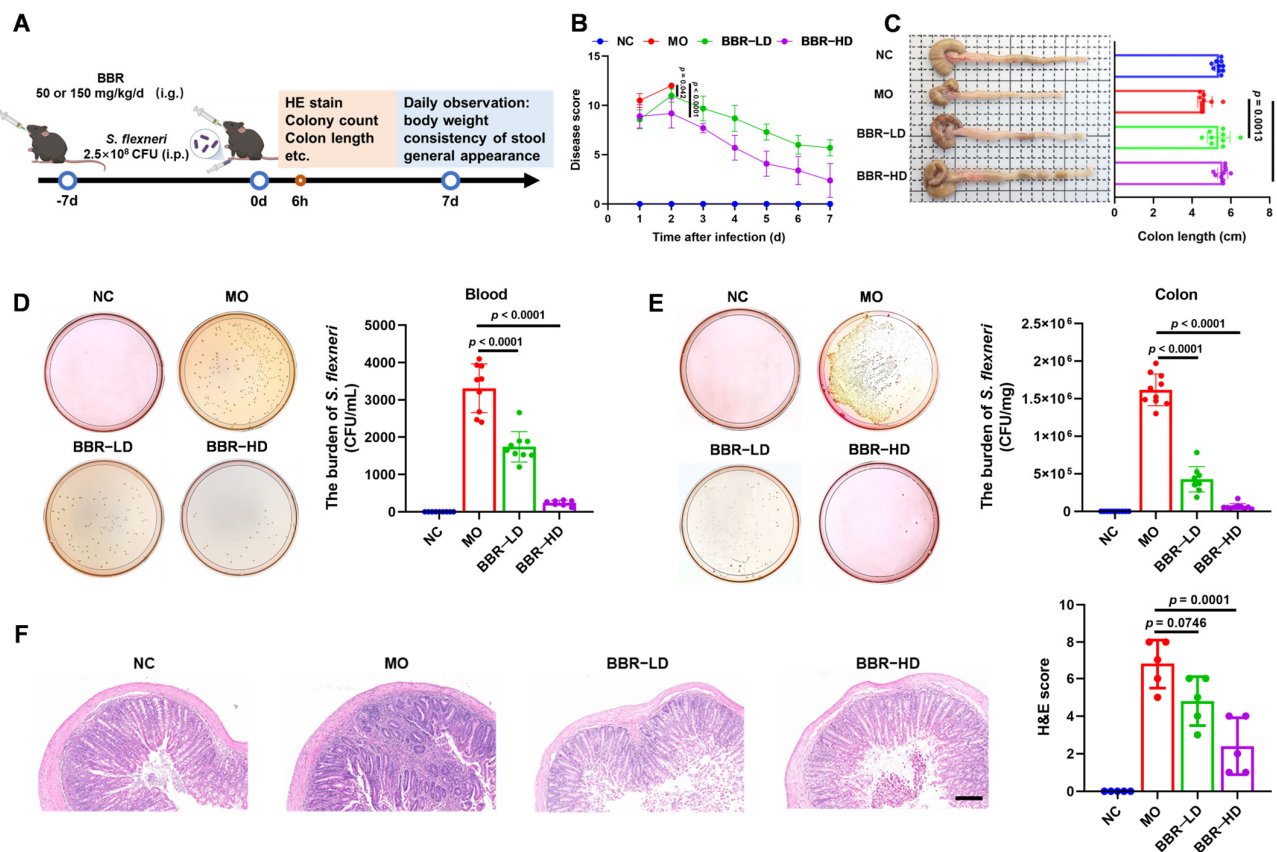 A
BBR
50 or 150 mg/kg/d (i.g.)
S. flexneri
2.5×10⁸ CFU (i.p.)
HE stain
Colony count
Colon length
etc.
Daily observation:
body weight
consistency of stool
general appearance
-7d
0d
6h
7d
B
NC MO BBR−LD BBR−HD
Disease score
15
10
5
0
p = 0.042
p < 0.0001
0 1 2 3 4 5 6 7
Time after infection (d)
C
NC
MO
BBR−LD
BBR−HD
p = 0.0013
0 2 4 6 8
Colon length (cm)
D
NC MO
BBR−LD BBR−HD
Blood
The burden of S. flexneri
(CFU/mL)
5000
4000
3000
2000
1000
0
p < 0.0001
p < 0.0001
NC
MO
BBR−LD
BBR−HD
E
NC MO
BBR−LD BBR−HD
Colon
The burden of S. flexneri
(CFU/mg)
2.5×10⁶
2×10⁶
1.5×10⁶
1×10⁶
5×10⁵
0
p < 0.0001
p < 0.0001
NC
MO
BBR−LD
BBR−HD
F
NC MO BBR−LD BBR−HD
H&E score
10
8
6
4
2
0
p = 0.0001
p = 0.0746
NC
MO
BBR−LD
BBR−HD